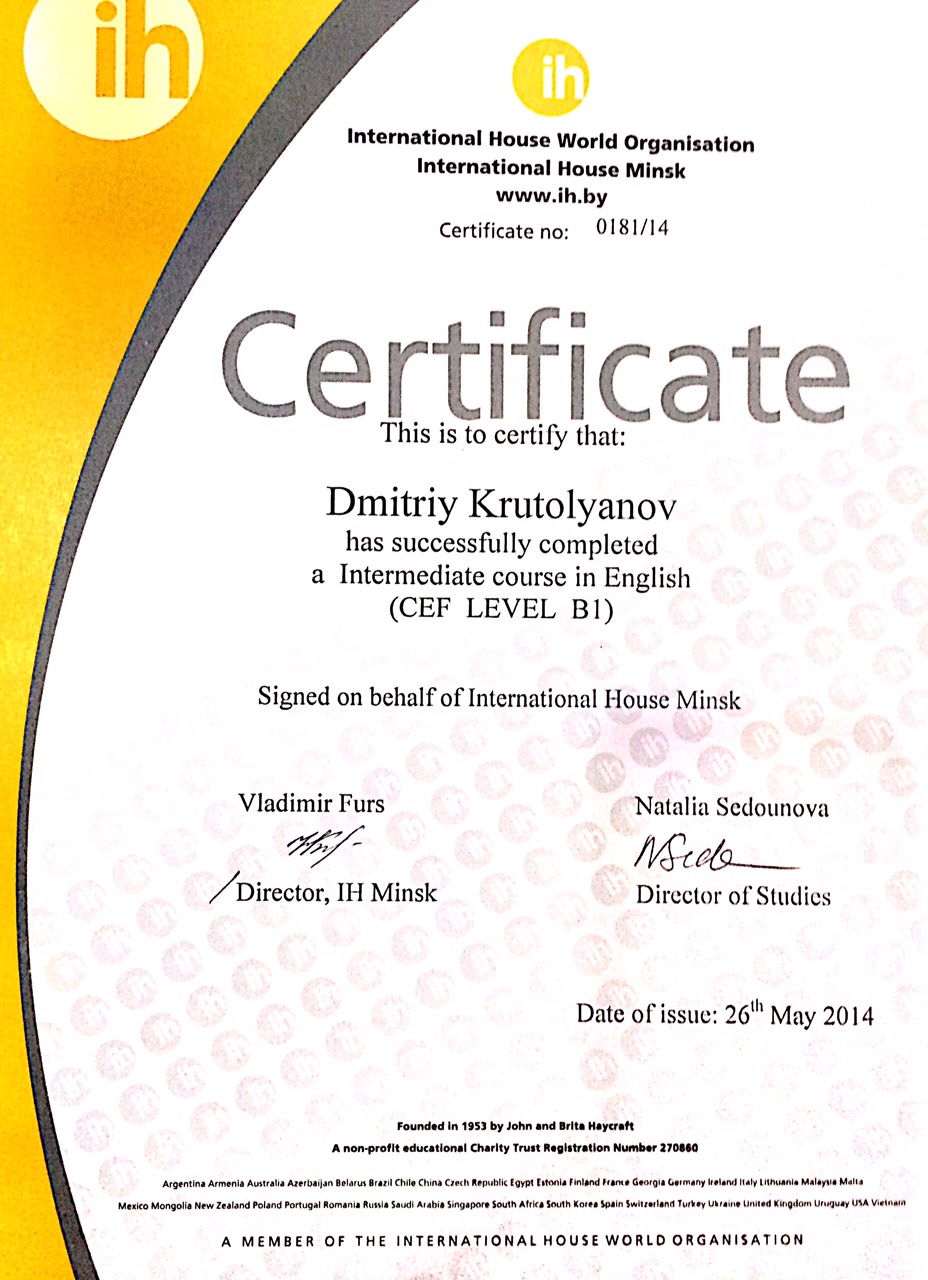 ih
ih
International House World Organisation
International House Minsk
www.ih.by
Certificate no: 0181/14
Certificate
This is to certify that:
Dmitriy Krutolyanov
has successfully completed
a Intermediate course in English
(CEF LEVEL B1)
Signed on behalf of International House Minsk
Vladimir Furs
Natalia Sedounova
Director, IH Minsk
Director of Studies
Date of issue: 26th May 2014
Founded in 1953 by John and Brita Haycraft
A non-profit educational Charity Trust Registration Number 270860
Argentina Armenia Australia Azerbaijan Belarus Brazil Chile China Czech Republic Egypt Estonia Finland France Georgia Germany Ireland Italy Lithuania Malaysia Malta
Mexico Mongolia New Zealand Poland Portugal Romania Russia Saudi Arabia Singapore South Africa South Korea Spain Switzerland Turkey Ukraine United Kingdom Uruguay USA Vietnam
A MEMBER OF THE INTERNATIONAL HOUSE WORLD ORGANISATION